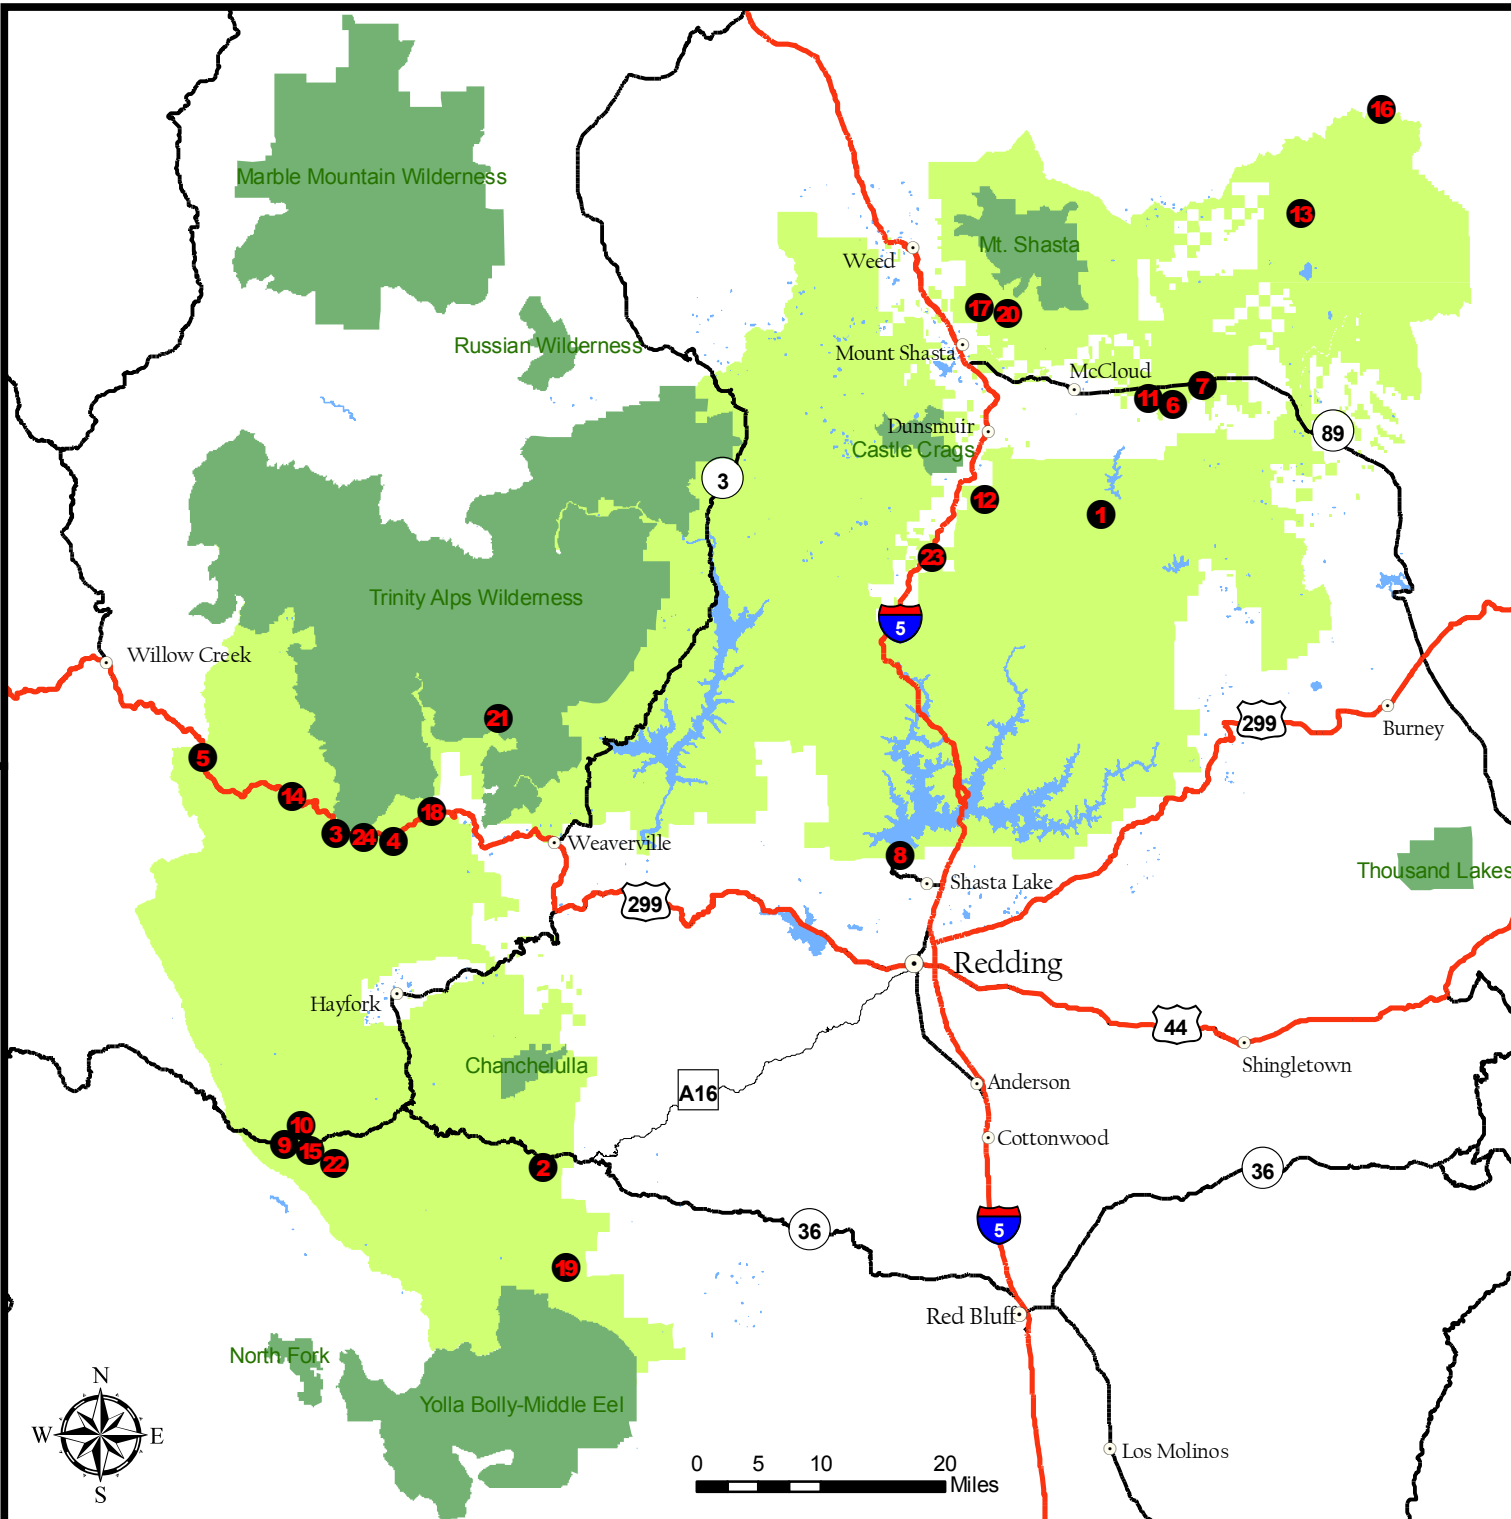 16
Marble Mountain Wilderness
13
Mt. Shasta
Weed
17
20
Russian Wilderness
Mount Shasta
McCloud
7
11
6
Dunsmuir
89
Castle Crags
3
12
1
23
Trinity Alps Wilderness
5
Willow Creek
21
299
Burney
5
14
18
3
24
4
Weaverville
8
Shasta Lake
Thousand Lakes
299
Redding
Hayfork
44
Shingletown
Chanchelulla
A16
Anderson
10
9
15
22
2
Cottonwood
36
36
5
19
Red Bluff
North Fork
Yolla Bolly-Middle Eel
N
W
E
S
Los Molinos
0
5
10
20
Miles